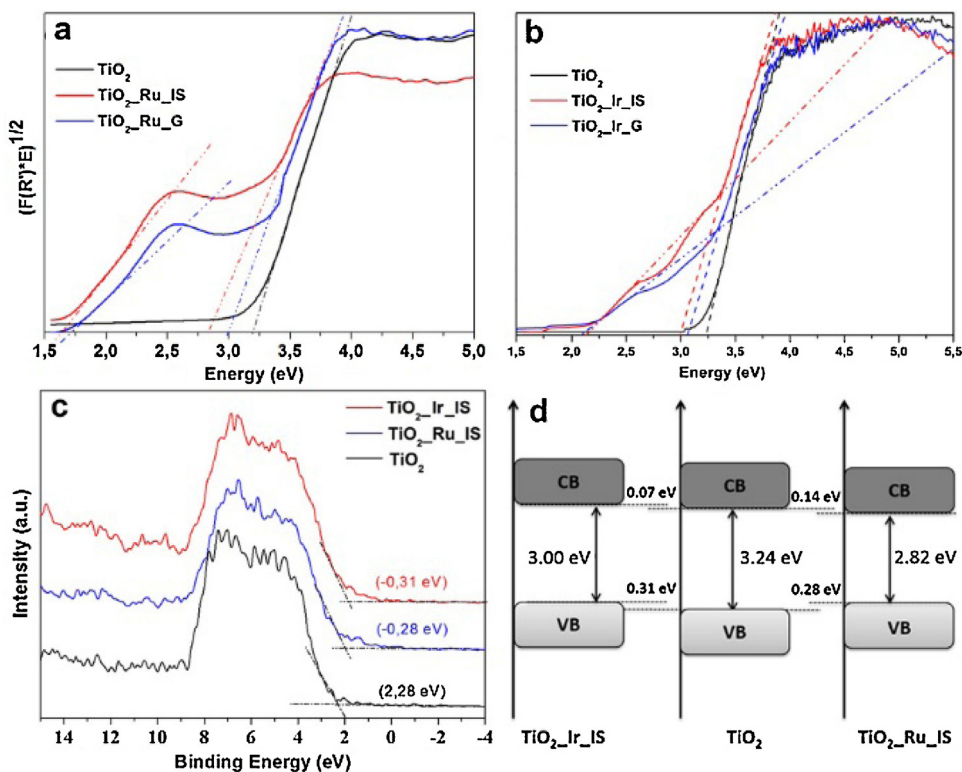 a
TiO2
TiO2_Ru_IS
TiO2_Ru_G
(F(R')*E)1/2
1,5 2,0 2,5 3,0 3,5 4,0 4,5 5,0
Energy (eV)
b
TiO2
TiO2_Ir_IS
TiO2_Ir_G
1,5 2,0 2,5 3,0 3,5 4,0 4,5 5,0 5,5
Energy (eV)
c
TiO2_Ir_IS
TiO2_Ru_IS
TiO2
Intensity (a.u.)
(-0,31 eV)
(-0,28 eV)
(2,28 eV)
14 12 10 8 6 4 2 0 -2 -4
Binding Energy (eV)
d
CB CB CB
0.07 eV 0.14 eV
3.00 eV 3.24 eV 2.82 eV
0.31 eV 0.28 eV
VB VB VB
TiO2_Ir_IS TiO2 TiO2_Ru_IS